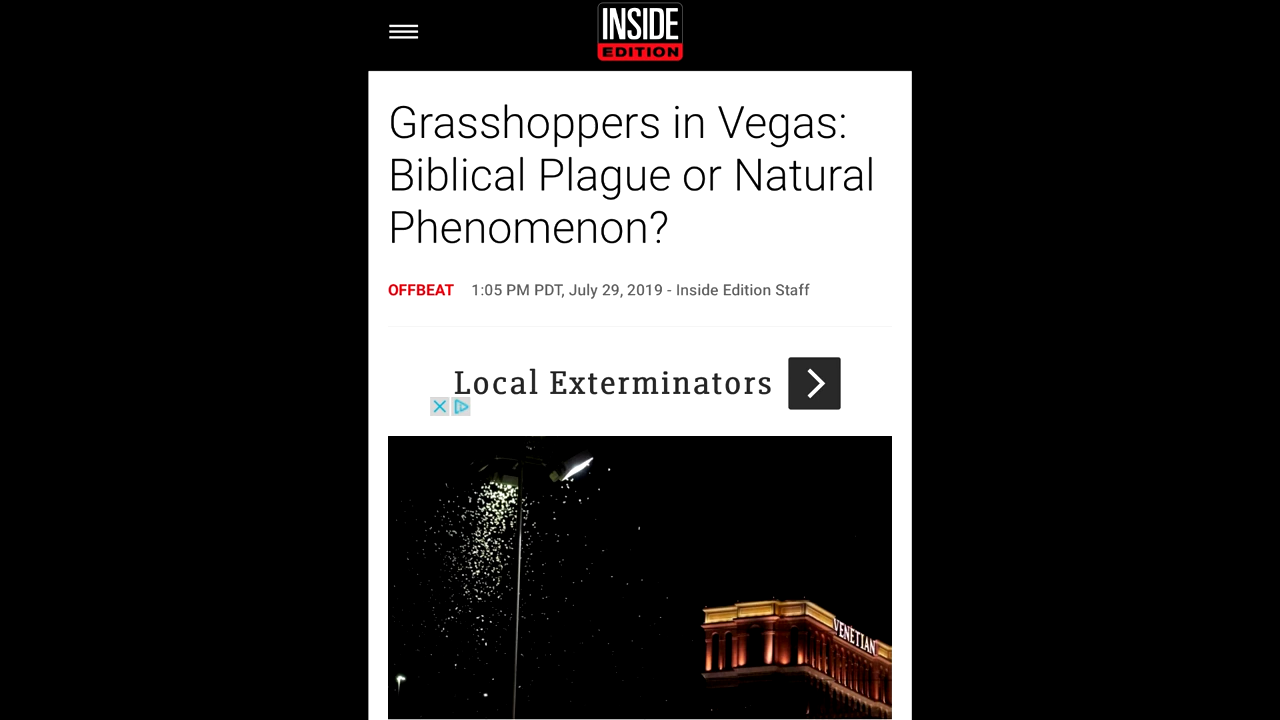 INSIDE
EDITION
Grasshoppers in Vegas:
Biblical Plague or Natural
Phenomenon?
OFFBEAT 1:05 PM PDT, July 29, 2019 - Inside Edition Staff
Local Exterminators
VENETIAN